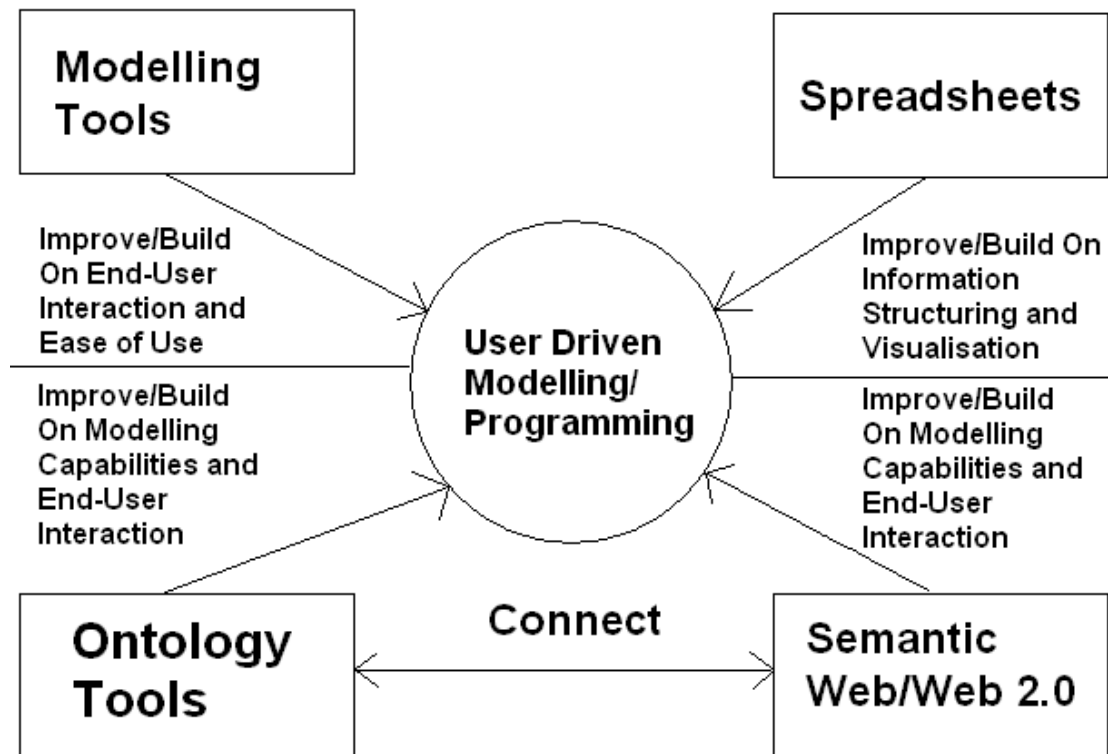 Modelling
Tools
Spreadsheets
Improve/Build
On End-User
Interaction and
Ease of Use
Improve/Build On
Information
Structuring and
Visualisation
User Driven
Modelling/
Programming
Improve/Build
On Modelling
Capabilities and
End-User
Interaction
Improve/Build
On Modelling
Capabilities and
End-User
Interaction
Ontology
Tools
Connect
Semantic
Web/Web 2.0